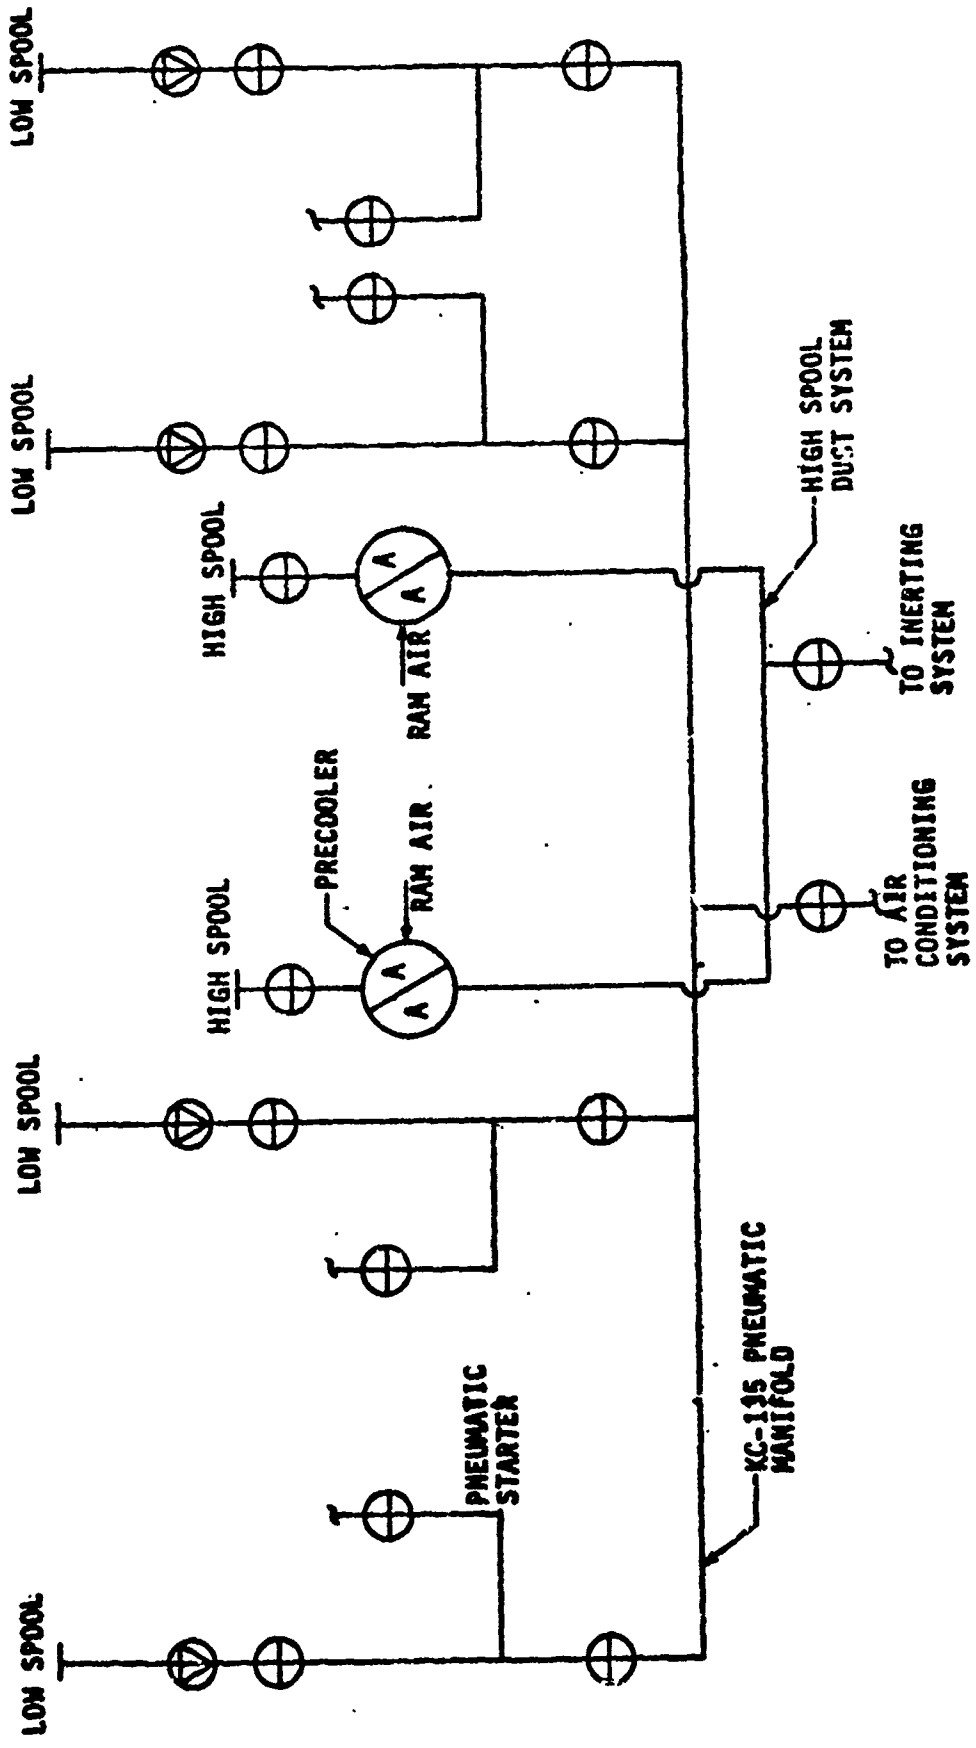 LOW SPOOL
LOW SPOOL
LOW SPOOL
LOW SPOOL
HIGH SPOOL
HIGH SPOOL
PRECOOLER
A
A
RAM AIR
RAM AIR
A
A
PNEUMATIC
STARTER
KC-135 PNEUMATIC
MANIFOLD
HIGH SPOOL
DUCT SYSTEM
TO AIR
CONDITIONING
SYSTEM
TO INERTING
SYSTEM